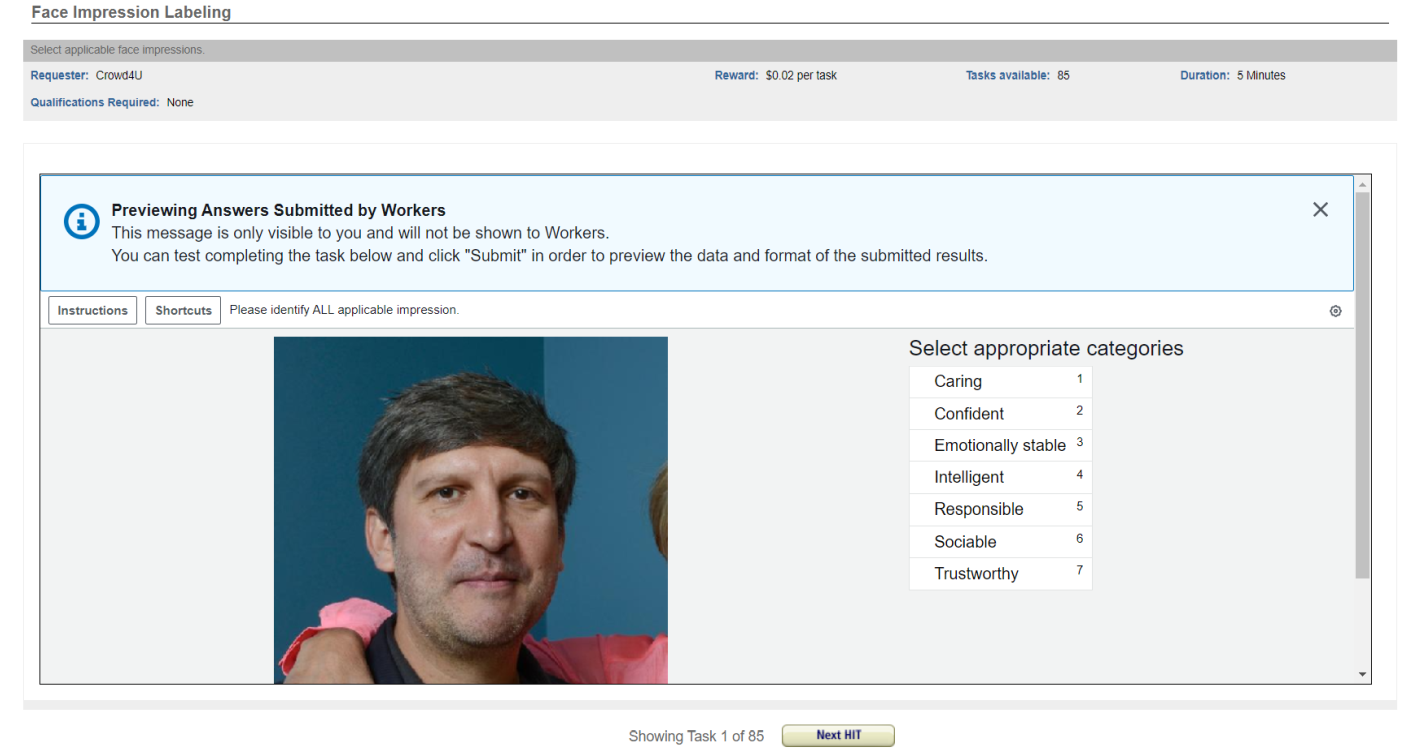 Face Impression Labeling
Select applicable face impressions.
Requester: Crowd4U Reward: $0.02 per task Tasks available: 85 Duration: 5 Minutes
Qualifications Required: None
Previewing Answers Submitted by Workers
This message is only visible to you and will not be shown to Workers.
You can test completing the task below and click "Submit" in order to preview the data and format of the submitted results.
Instructions Shortcuts Please identify ALL applicable impression.
Select appropriate categories
Caring 1
Confident 2
Emotionally stable 3
Intelligent 4
Responsible 5
Sociable 6
Trustworthy 7
Showing Task 1 of 85 Next HIT